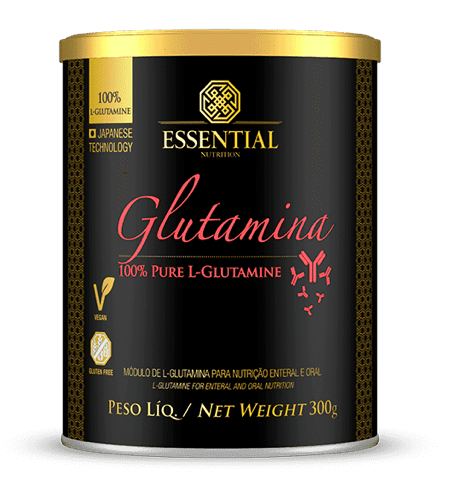 100%
L-GLUTAMINE
JAPANESE
TECHNOLOGY
ESSENTIAL
NUTRITION
Glutamina
100% PURE L-GLUTAMINE
VEGAN
GLUTEN FREE
MÓDULO DE L-GLUTAMINA PARA NUTRIÇÃO ENTERAL E ORAL
L-GLUTAMINE FOR ENTERAL AND ORAL NUTRITION
PESO LÍQ. / NET WEIGHT 300g